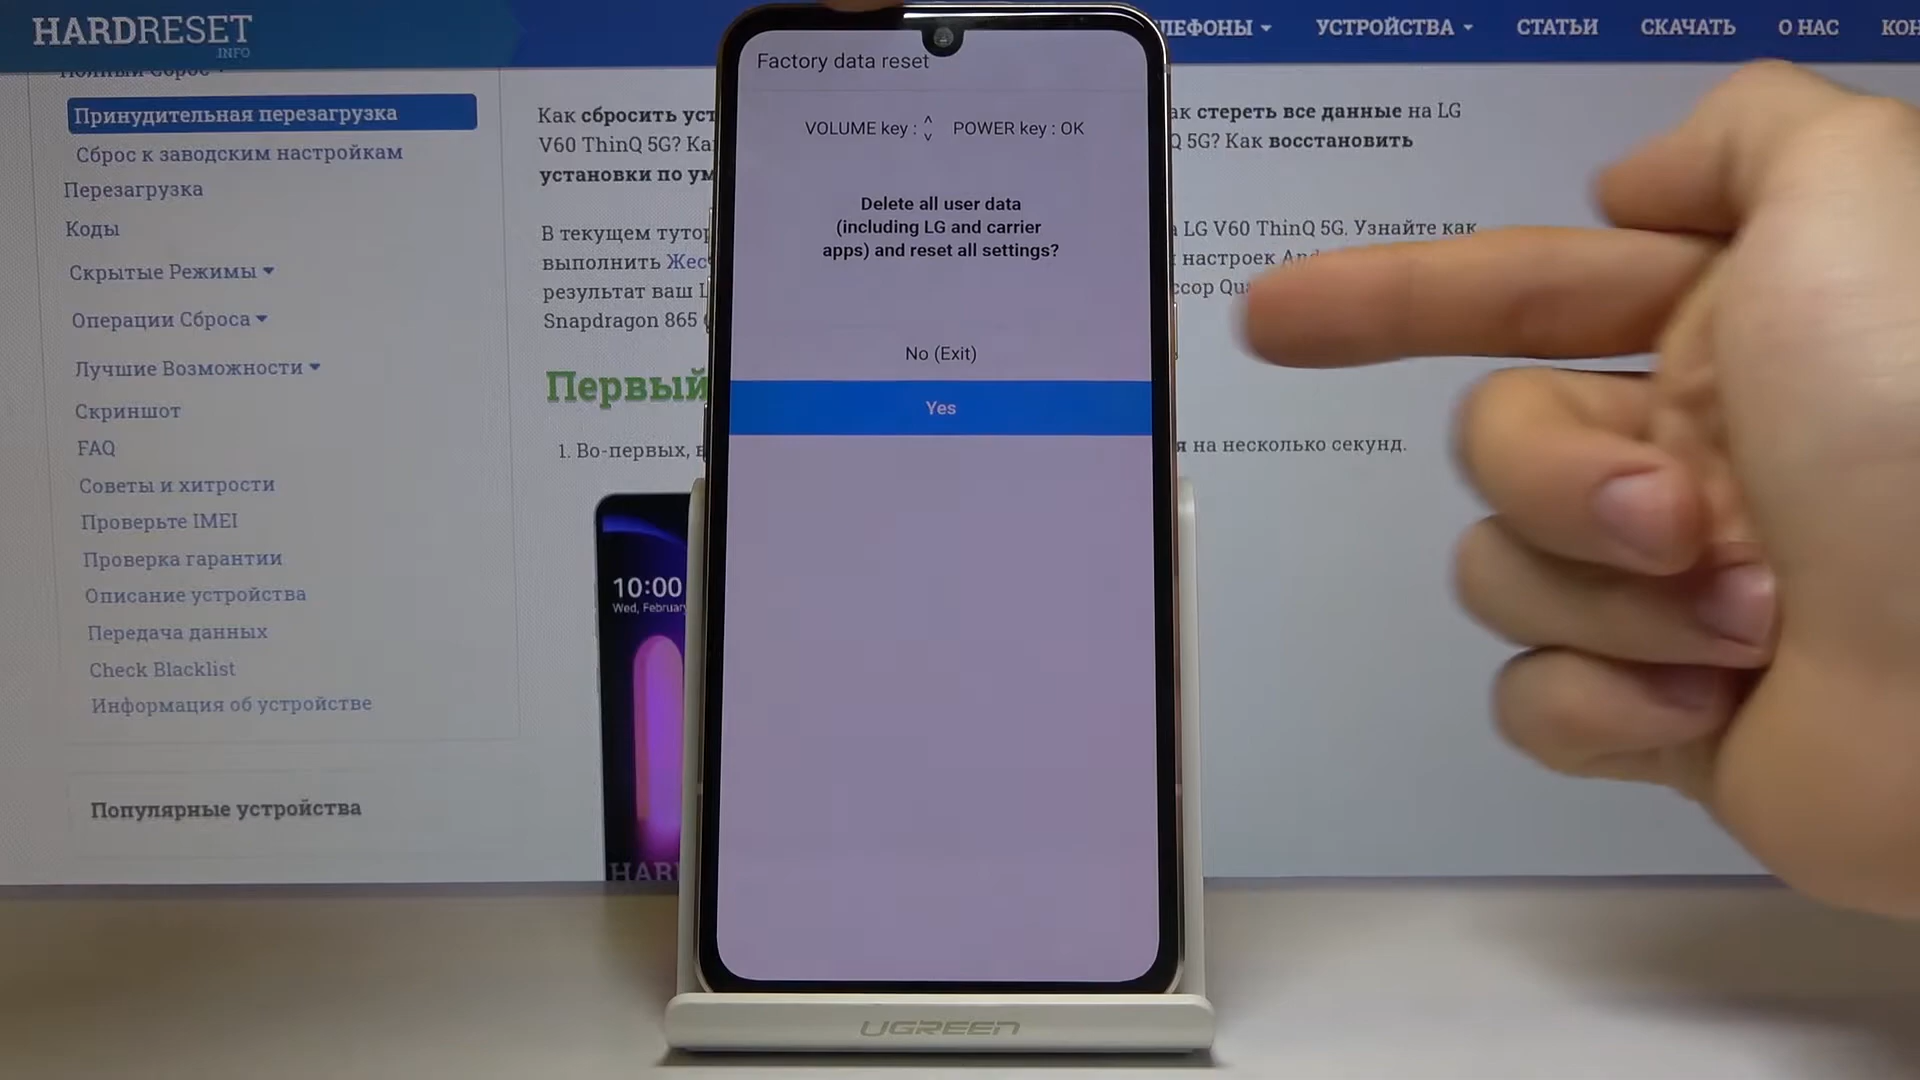 HARDRESET
.INFO
ЛЕФОНЫ
УСТРОЙСТВА
СТАТЬИ
СКАЧАТЬ
О НАС
Полный Сброс
Принудительная перезагрузка
Сброс к заводским настройкам
Перезагрузка
Коды
Скрытые Режимы
Операции Сброса
Лучшие Возможности
Скриншот
FAQ
Советы и хитрости
Проверьте IMEI
Проверка гарантии
Описание устройства
Передача данных
Check Blacklist
Информация об устройстве
Популярные устройства
Как сбросить
V60 ThinQ 5G?
установки по
В текущем
выполнить
результат ваш
Snapdragon 865
Первый
1. Во-первых,
10:00
Wed, February
HARD
Factory data reset
VOLUME key : ^ v POWER key : OK
Delete all user data
(including LG and carrier
apps) and reset all settings?
No (Exit)
Yes
стереть все данные на LG
5G? Как восстановить
LG V60 ThinQ 5G. Узнайте как
настроек
на несколько секунд.
UGREEN